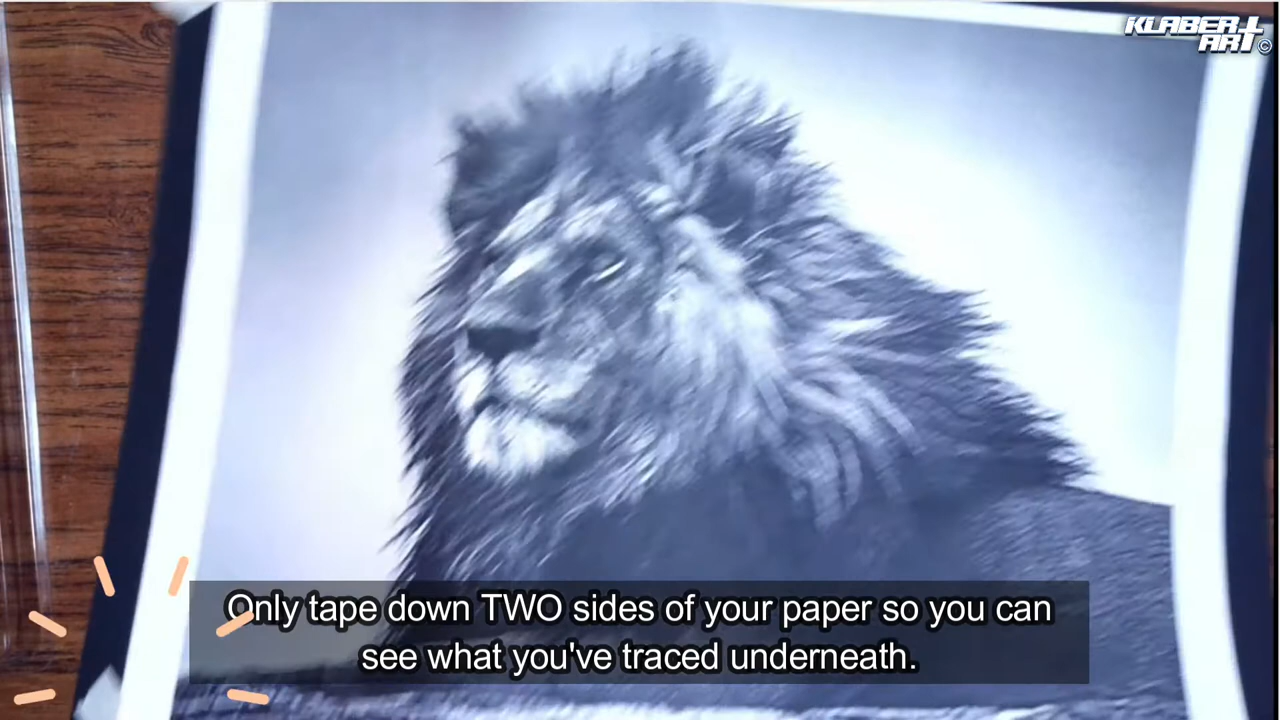 KLABER
ART©
Only tape down TWO sides of your paper so you can
see what you've traced underneath.